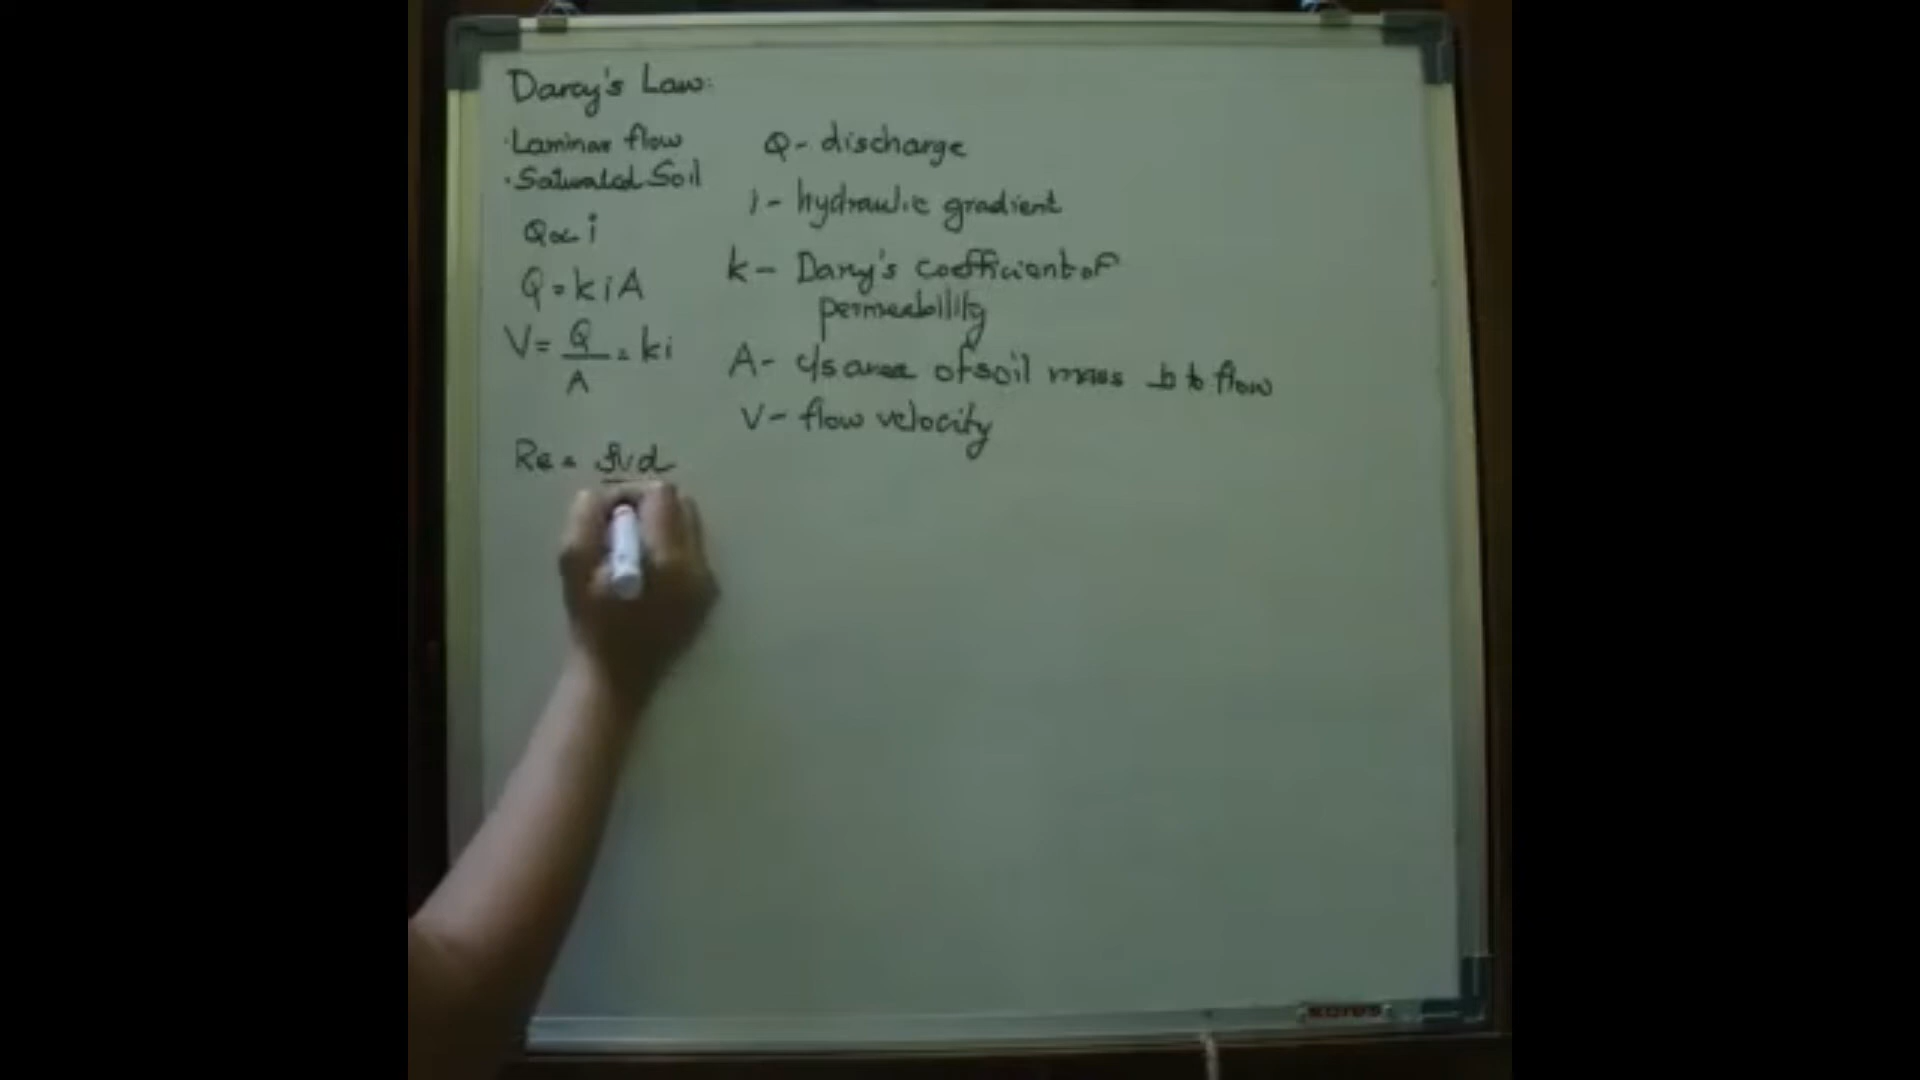 Darcy's Law:
· Laminar flow
· Saturated Soil
Q ∝ i
Q = k i A
V = Q/A = ki
Re = ρvd
Q - discharge
i - hydraulic gradient
k - Darcy's coefficient of
permeability
A - c/s area of soil mass ⊥ to flow
V - flow velocity
KORES